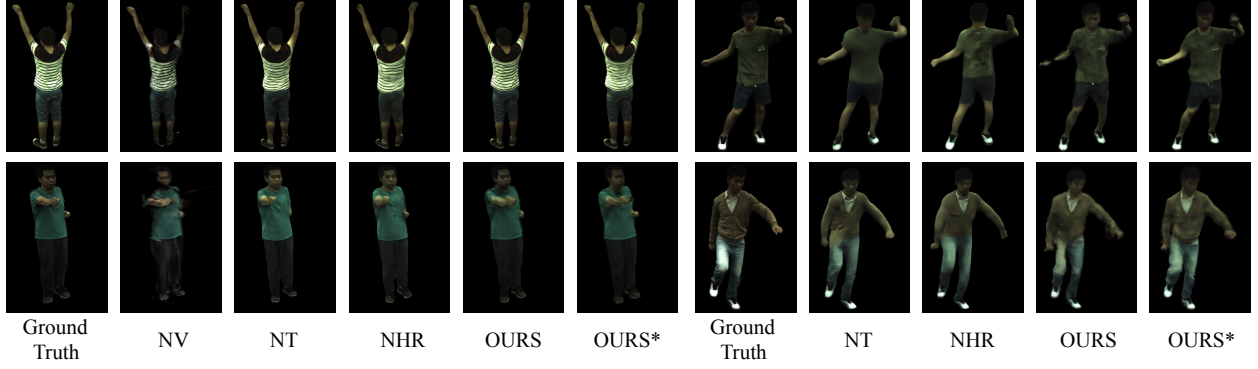 Ground
Truth
NV
NT
NHR
OURS
OURS*
Ground
Truth
NT
NHR
OURS
OURS*